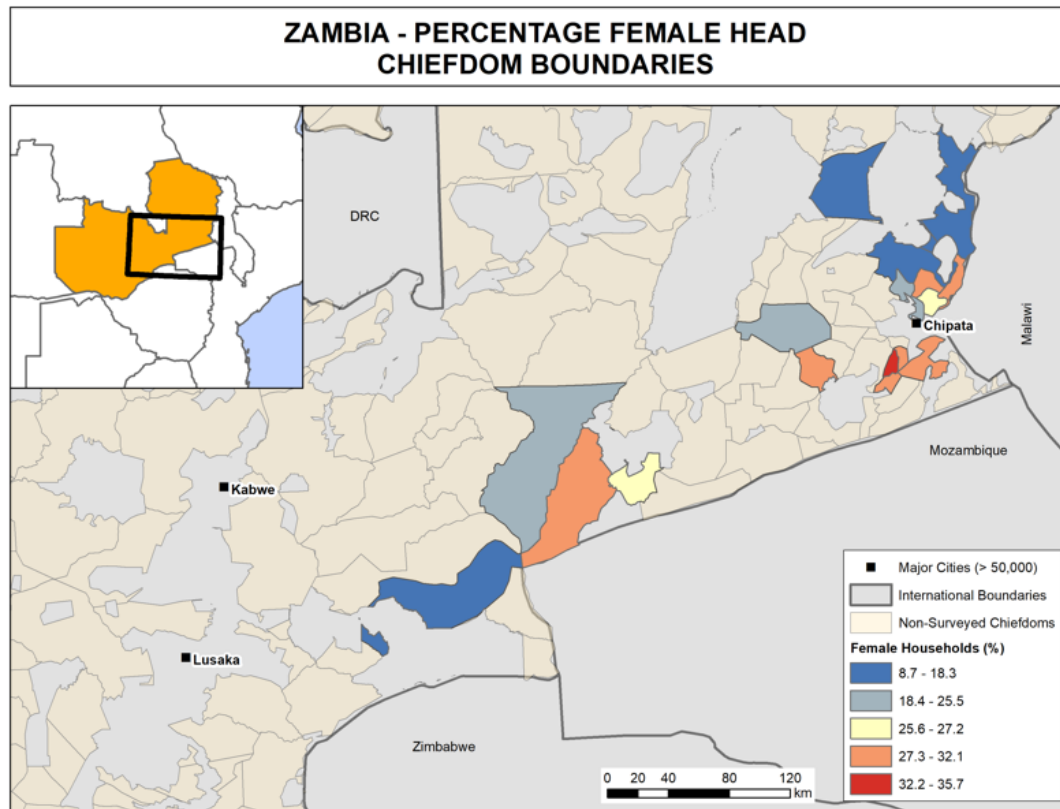 ZAMBIA - PERCENTAGE FEMALE HEAD
CHIEFDOM BOUNDARIES
DRC
Malawi
Chipata
Mozambique
Kabwe
Lusaka
Zimbabwe
Major Cities (> 50,000)
International Boundaries
Non-Surveyed Chiefdoms
Female Households (%)
8.7 - 18.3
18.4 - 25.5
25.6 - 27.2
27.3 - 32.1
32.2 - 35.7
0 20 40 80 120
km